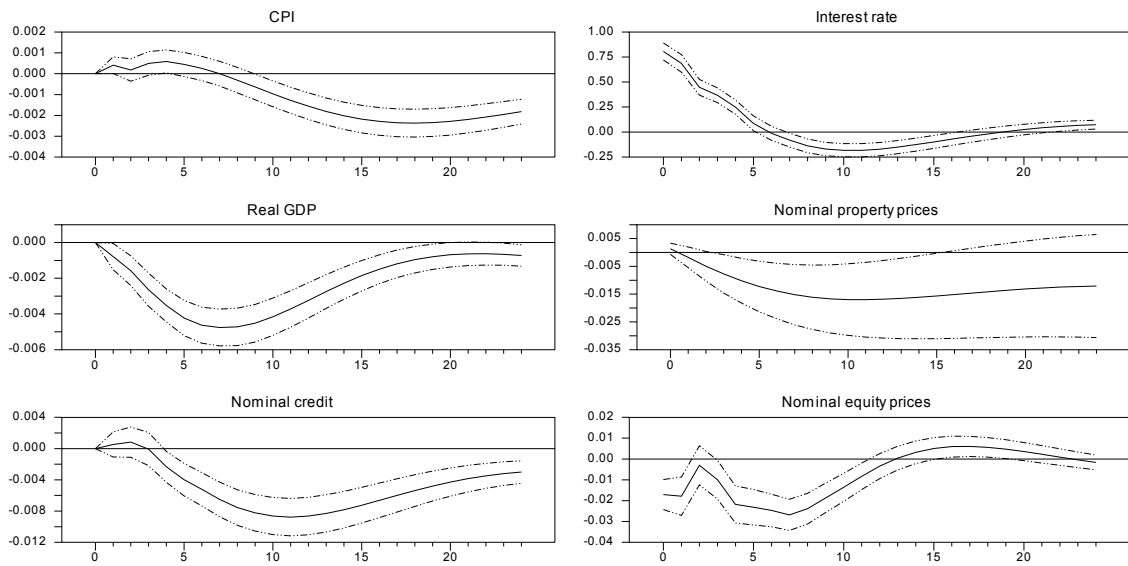 CPI
0.002
0.001
0.000
-0.001
-0.002
-0.003
-0.004
0 5 10 15 20
Interest rate
1.00
0.75
0.50
0.25
0.00
-0.25
0 5 10 15 20
Real GDP
0.000
-0.002
-0.004
-0.006
0 5 10 15 20
Nominal property prices
0.005
-0.005
-0.015
-0.025
-0.035
0 5 10 15 20
Nominal credit
0.004
0.000
-0.004
-0.008
-0.012
0 5 10 15 20
Nominal equity prices
0.02
0.01
0.00
-0.01
-0.02
-0.03
-0.04
0 5 10 15 20